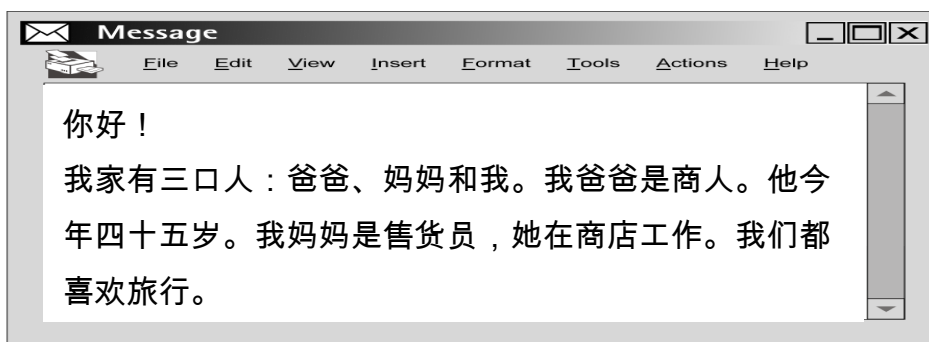 Message
File Edit View Insert Format Tools Actions Help
你好！
我家有三口人：爸爸、妈妈和我。我爸爸是商人。他今
年四十五岁。我妈妈是售货员，她在商店工作。我们都
喜欢旅行。